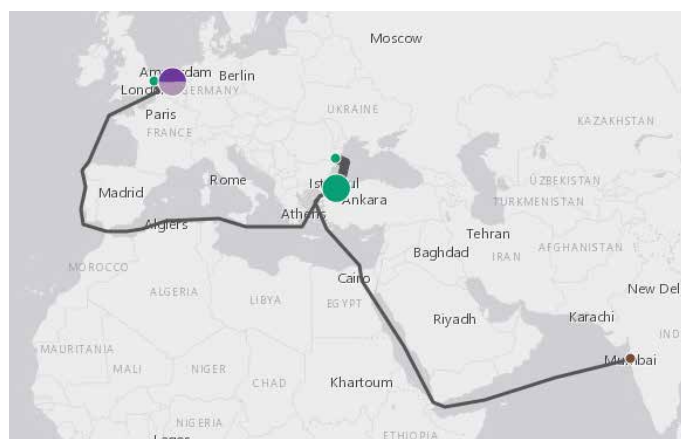 Moscow
Amsterdam
Berlin
London
GERMANY
Paris
UKRAINE
KAZAKHSTAN
FRANCE
Rome
Istanbul
UZBEKISTAN
Madrid
Ankara
TURKMENISTAN
Athens
Algiers
Tehran
Baghdad
IRAN
AFGHANISTAN
MOROCCO
Cairo
ALGERIA
LIBYA
EGYPT
New Del
Karachi
Riyadh
IND
MAURITANIA
Mumbai
MALI
NIGER
CHAD
Khartoum
NIGERIA
ETHIOPIA
Lagos